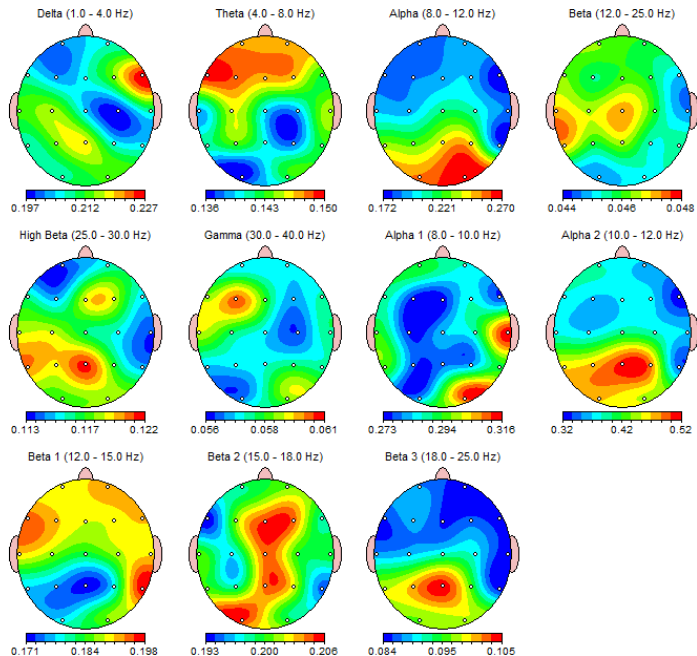 Delta (1.0 - 4.0 Hz) Theta (4.0 - 8.0 Hz) Alpha (8.0 - 12.0 Hz) Beta (12.0 - 25.0 Hz)
0.197 0.212 0.227 0.136 0.143 0.150 0.172 0.221 0.270 0.044 0.046 0.048
High Beta (25.0 - 30.0 Hz) Gamma (30.0 - 40.0 Hz) Alpha 1 (8.0 - 10.0 Hz) Alpha 2 (10.0 - 12.0 Hz)
0.113 0.117 0.122 0.056 0.058 0.061 0.273 0.294 0.316 0.32 0.42 0.52
Beta 1 (12.0 - 15.0 Hz) Beta 2 (15.0 - 18.0 Hz) Beta 3 (18.0 - 25.0 Hz)
0.171 0.184 0.198 0.193 0.200 0.206 0.084 0.095 0.105